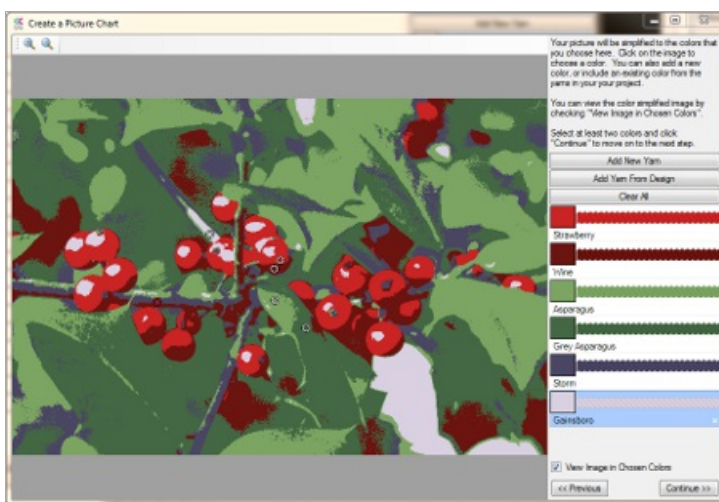 Create a Picture Chart
Add New Yarn
Your picture will be simplified to the colors that
you choose here. Click on the image to
choose a color. You can also add a new
color, or include an existing color from the
yarns in your your project.
You can view the color simplified image by
checking "View Image in Chosen Colors".
Select at least two colors and click
"Continue" to move on to the next step.
Add New Yarn
Add Yarn From Design
Clear All
Strawberry
Wine
Asparagus
Grey Asparagus
Storm
Gainsboro
View Image in Chosen Colors
<< Previous
Continue >>